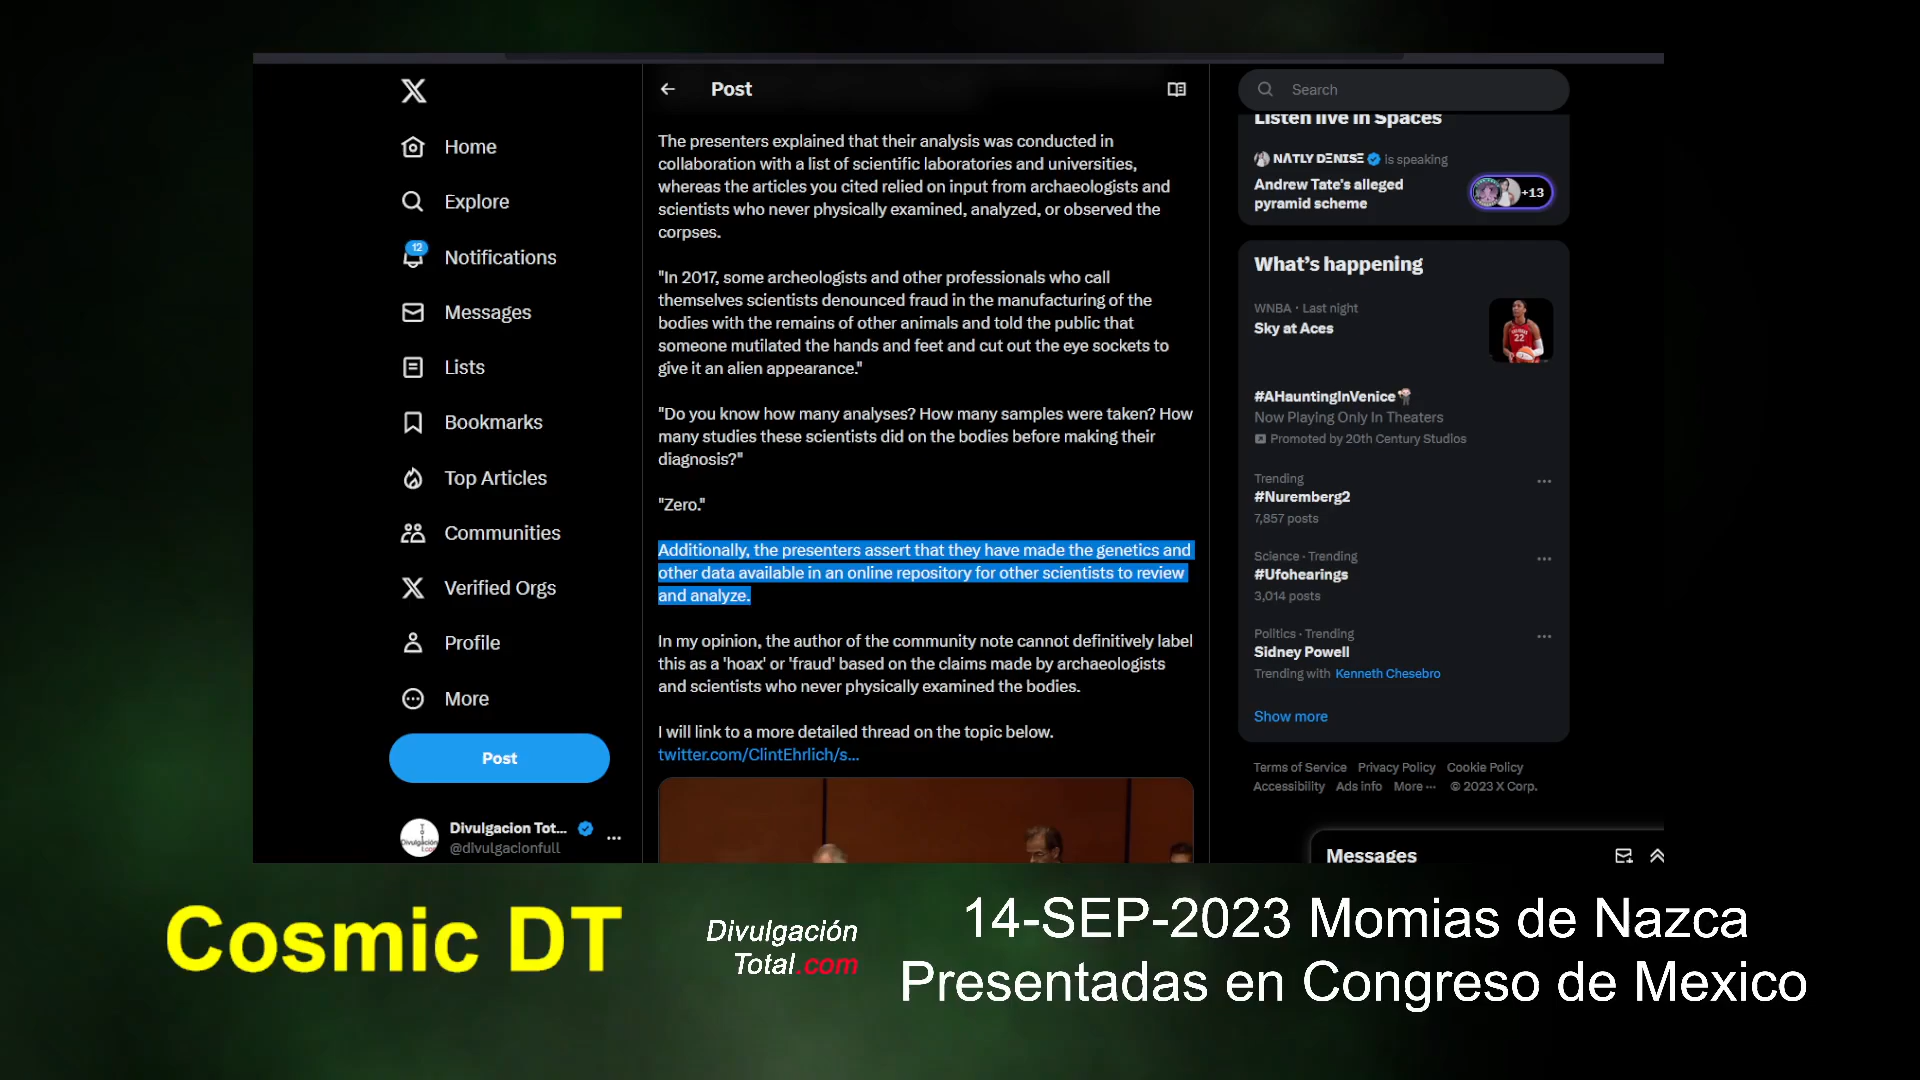 Home
Explore
12
Notifications
Messages
Lists
Bookmarks
Top Articles
Communities
Verified Orgs
Profile
More
Post
Divulgacion Tot...
@divulgacionfull
Post
The presenters explained that their analysis was conducted in
collaboration with a list of scientific laboratories and universities,
whereas the articles you cited relied on input from archaeologists and
scientists who never physically examined, analyzed, or observed the
corpses.
"In 2017, some archeologists and other professionals who call
themselves scientists denounced fraud in the manufacturing of the
bodies with the remains of other animals and told the public that
someone mutilated the hands and feet and cut out the eye sockets to
give it an alien appearance."
"Do you know how many analyses? How many samples were taken? How
many studies these scientists did on the bodies before making their
diagnosis?"
"Zero."
Additionally, the presenters assert that they have made the genetics and
other data available in an online repository for other scientists to review
and analyze.
In my opinion, the author of the community note cannot definitively label
this as a 'hoax' or 'fraud' based on the claims made by archaeologists
and scientists who never physically examined the bodies.
I will link to a more detailed thread on the topic below.
twitter.com/ClintEhrlich/s...
Search
Listen live in Spaces
NΛTLY DΞNISΞ is speaking
Andrew Tate's alleged
pyramid scheme
+13
What's happening
WNBA · Last night
Sky at Aces
22
#AHauntingInVenice
Now Playing Only In Theaters
Promoted by 20th Century Studios
Trending
#Nuremberg2
7,857 posts
Science · Trending
#Ufohearings
3,014 posts
Politics · Trending
Sidney Powell
Trending with Kenneth Chesebro
Show more
Terms of Service Privacy Policy Cookie Policy
Accessibility Ads info More ··· © 2023 X Corp.
Messages
Cosmic DT
Divulgación
Total.com
14-SEP-2023 Momias de Nazca
Presentadas en Congreso de Mexico